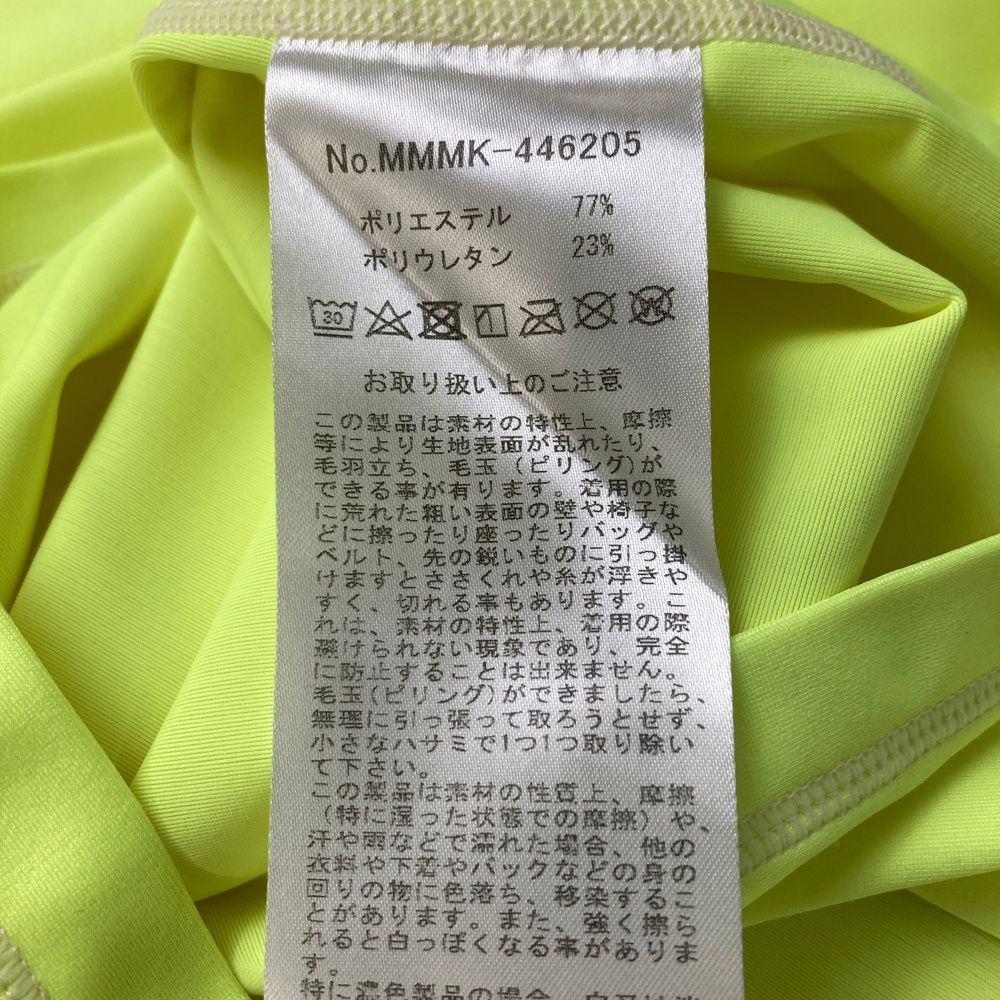 No.MMMK-446205
ポリエステル 77%
ポリウレタン 23%
30
お取り扱い上のご注意
この製品は素材の特性上、摩擦
等により生地表面が乱れたり、
毛羽立ち、毛玉(ピリング)が
できる事が有ります。着用の際
に荒れた粗い表面の壁や椅子な
どに擦ったり座ったりバッグや
ベルト、先の鋭いものに引っ掛
けますとささくれや糸が浮きや
すく、切れる事もあります。こ
れは、素材の特性上、着用の際
避けられない現象であり、完全
に防止することは出来ません。
毛玉(ピリング)ができましたら、
無理に引っ張って取ろうとせず、
小さなハサミで1つ1つ取り除い
て下さい。
この製品は素材の性質上、摩擦
(特に湿った状態での摩擦)や、
汗や雨などで濡れた場合、他の
衣料や下着やバックなどの身の
回りの物に色落ち、移染するこ
とがあります。また、強く擦ら
れると白っぽくなる事がありま
す。
特に濃色製品の場合、